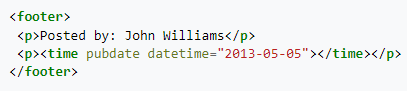 <footer>
 <p>Posted by: John Williams</p>
 <p><time pubdate datetime="2013-05-05"></time></p>
</footer>